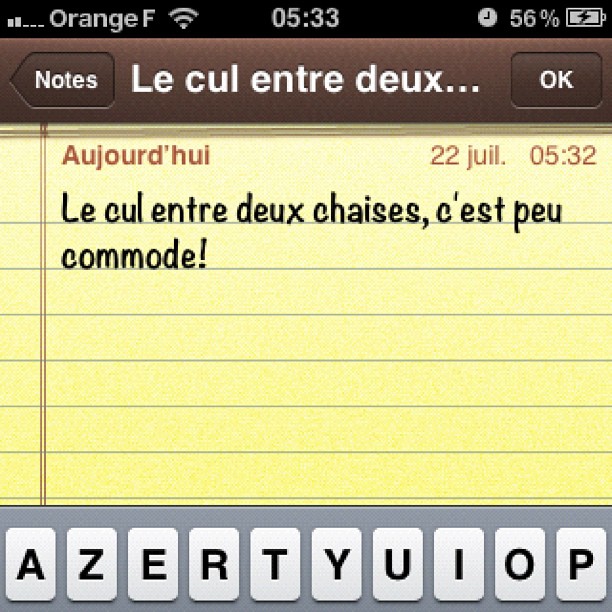 Orange F 05:33 56 %
Notes Le cul entre deux... OK
Aujourd'hui 22 juil. 05:32
Le cul entre deux chaises, c'est peu
commode!
A Z E R T Y U I O P